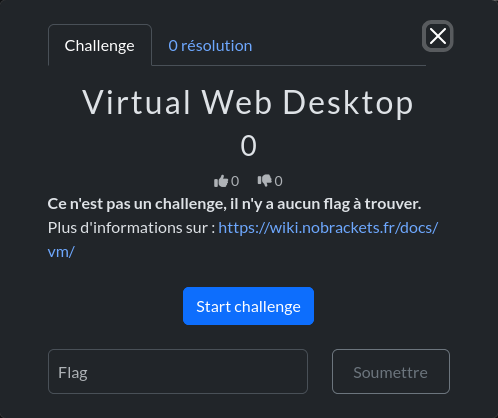 Challenge
0 résolution
Virtual Web Desktop
0
0
0
Ce n'est pas un challenge, il n'y a aucun flag à trouver.
Plus d'informations sur : https://wiki.nobrackets.fr/docs/
vm/
Start challenge
Flag
Soumettre